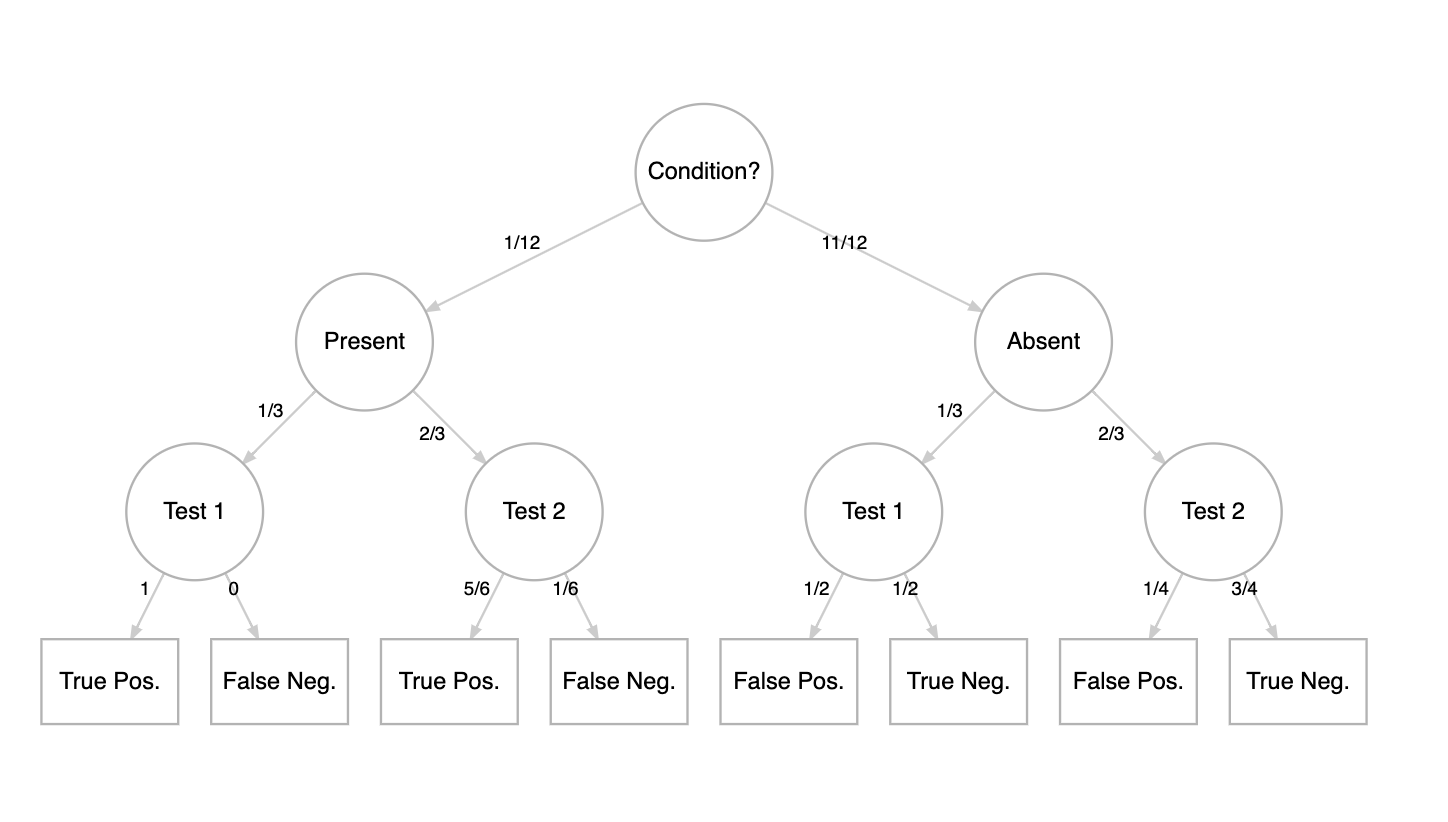 Condition?
1/12
11/12
Present
Absent
1/3
2/3
1/3
2/3
Test 1
Test 2
Test 1
Test 2
1
0
5/6
1/6
1/2
1/2
1/4
3/4
True Pos.
False Neg.
True Pos.
False Neg.
False Pos.
True Neg.
False Pos.
True Neg.